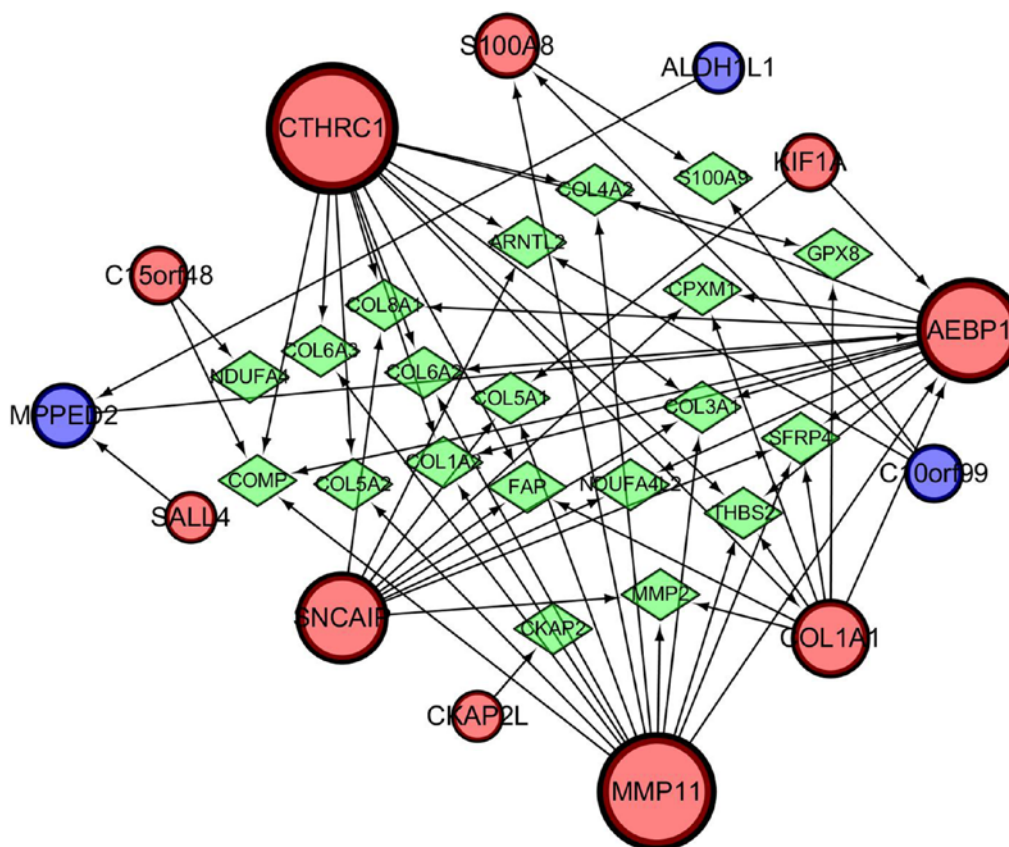 S100A8
ALDH1L1
CTHRC1
KIF1A
S100A9
COL4A2
ARNTL2
GPX8
C15orf48
CPXM1
COL8A1
AEBP1
COL6A3
NDUFA4
COL6A2
COL5A1
COL3A1
MPPED2
SFRP4
COL1A2
C10orf99
COMP
COL5A2
FAP
NDUFA4L2
THBS2
SALL4
MMP2
SNCAIP
CKAP2
COL1A1
CKAP2L
MMP11